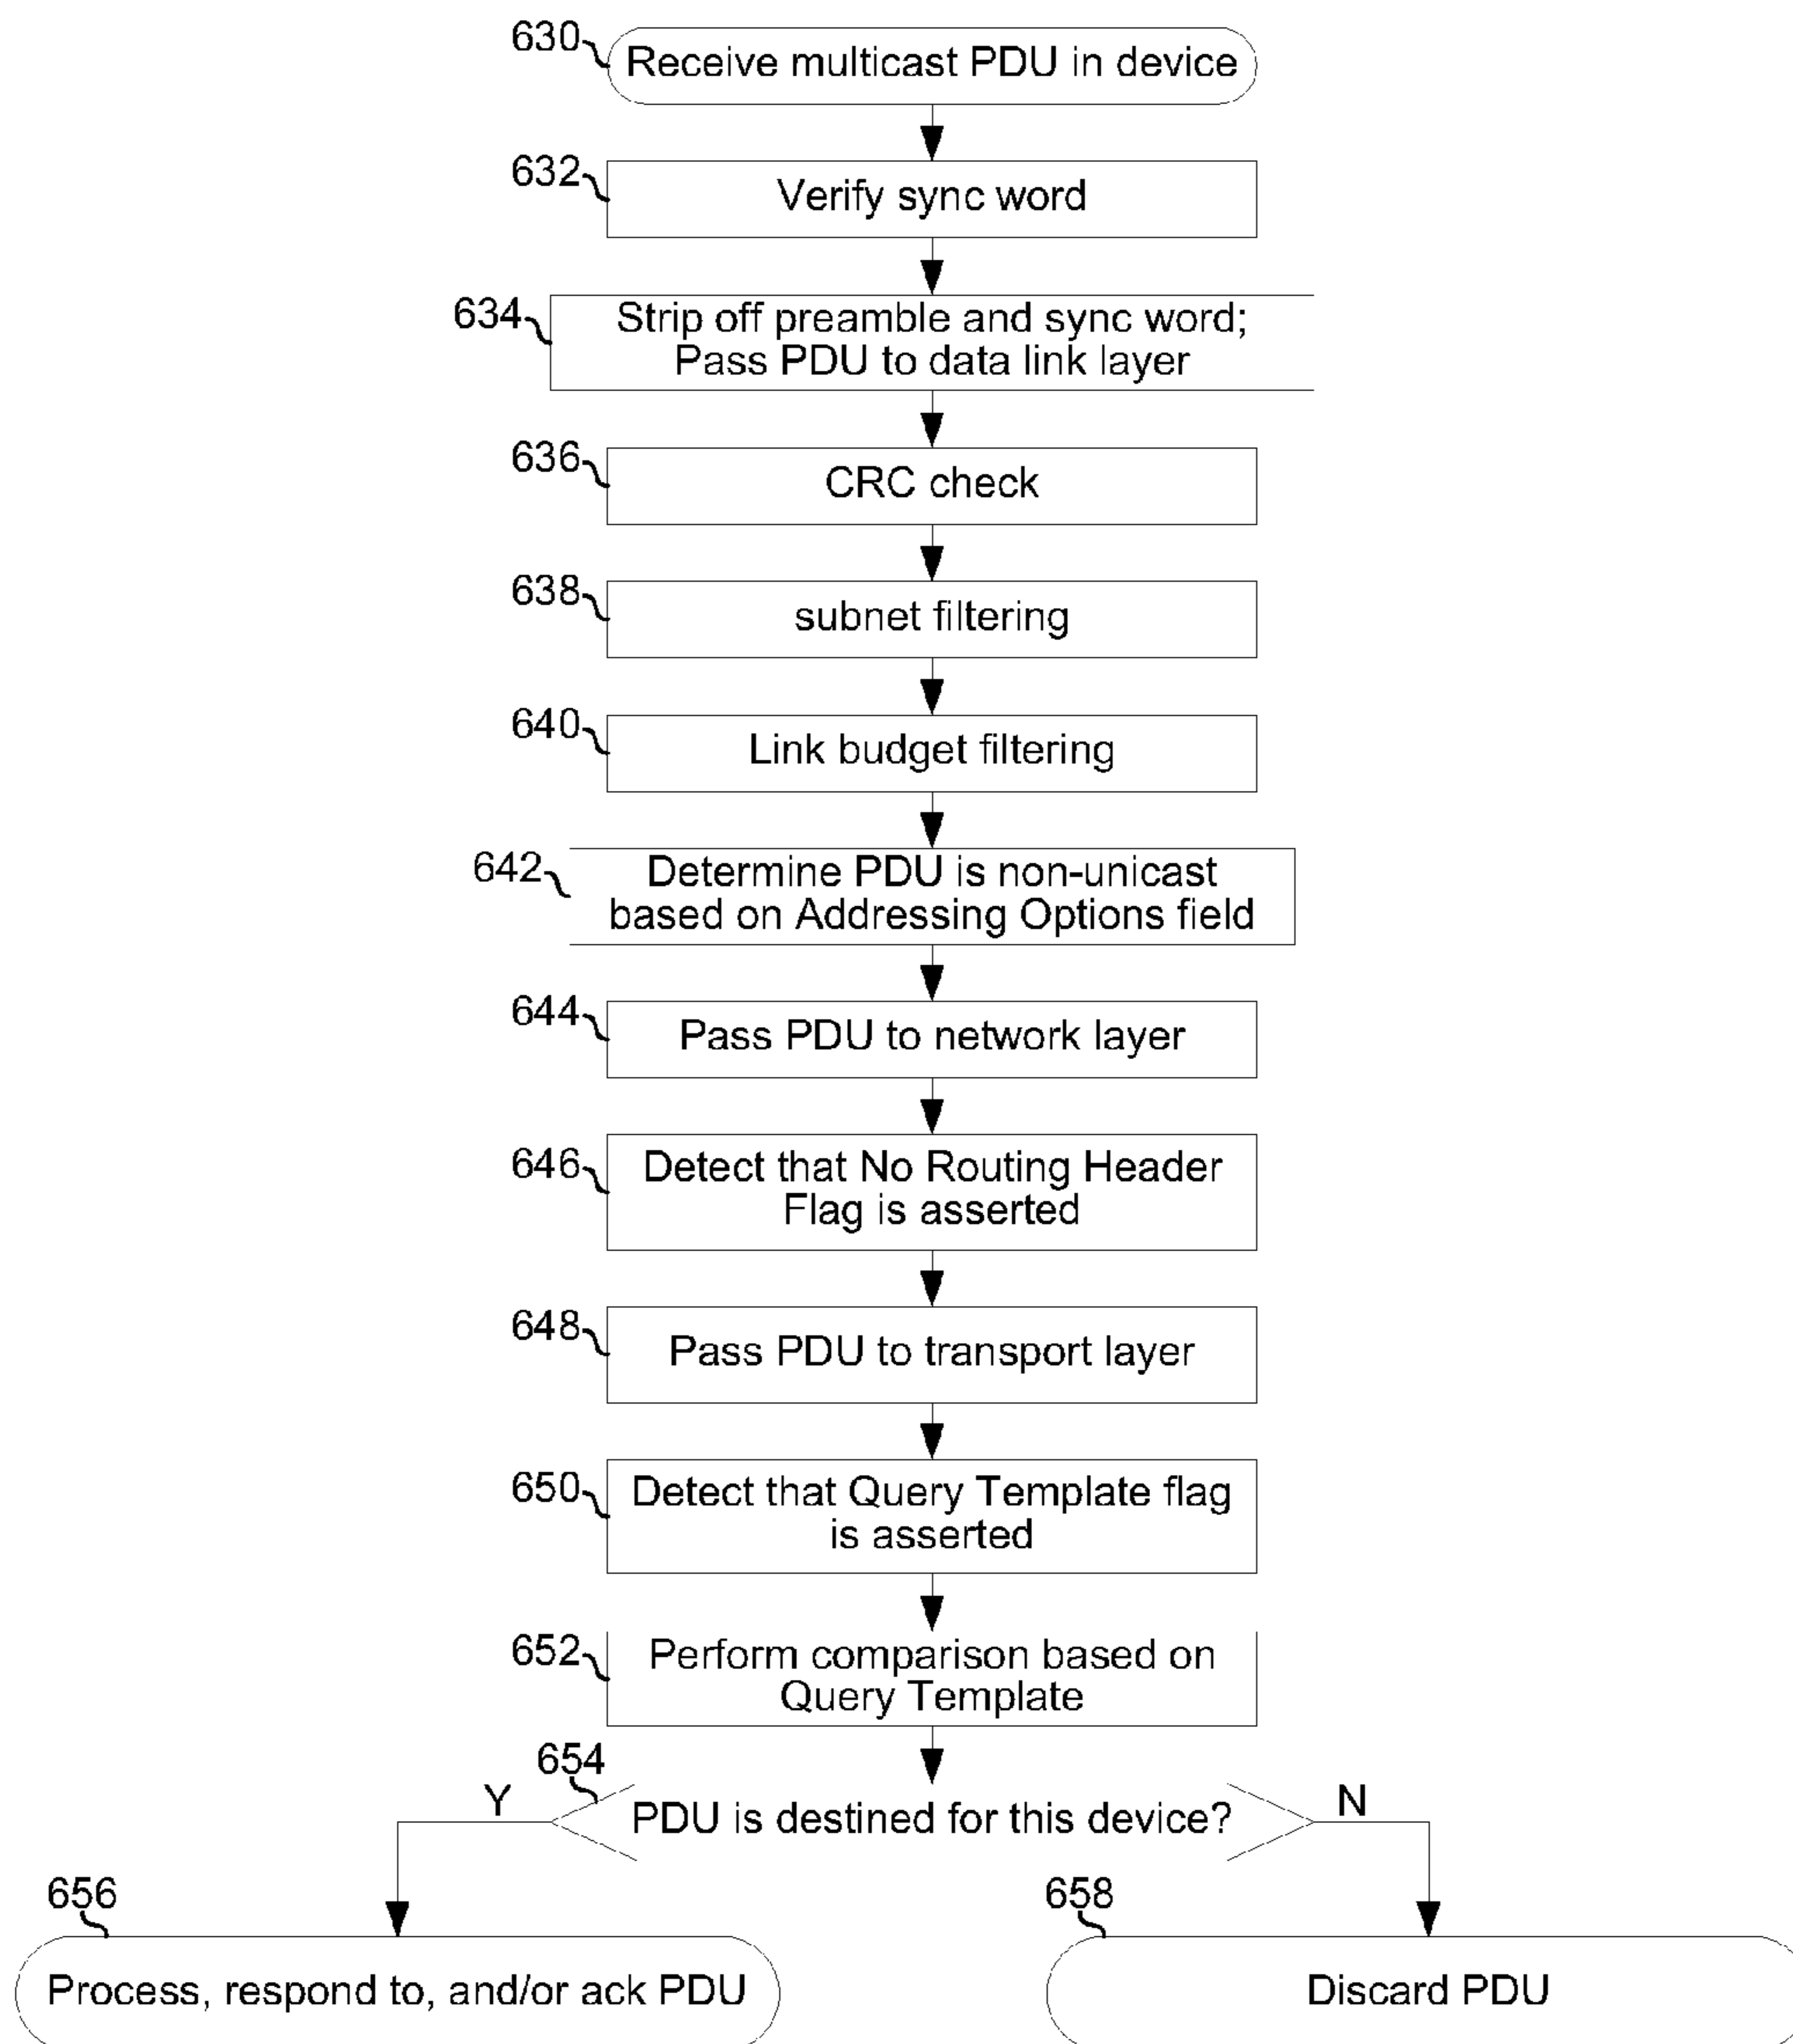 630
Receive multicast PDU in device
632
Verify sync word
634
Strip off preamble and sync word;
Pass PDU to data link layer
636
CRC check
638
subnet filtering
640
Link budget filtering
642
Determine PDU is non-unicast
based on Addressing Options field
644
Pass PDU to network layer
646
Detect that No Routing Header
Flag is asserted
648
Pass PDU to transport layer
650
Detect that Query Template flag
is asserted
652
Perform comparison based on
Query Template
654
Y
PDU is destined for this device?
N
656
Process, respond to, and/or ack PDU
658
Discard PDU